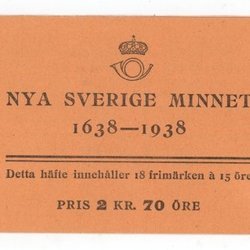 NYA SVERIGE MINNET
1638—1938
Detta häfte innehåller 18 frimärken à 15 öre
PRIS 2 KR. 70 ÖRE